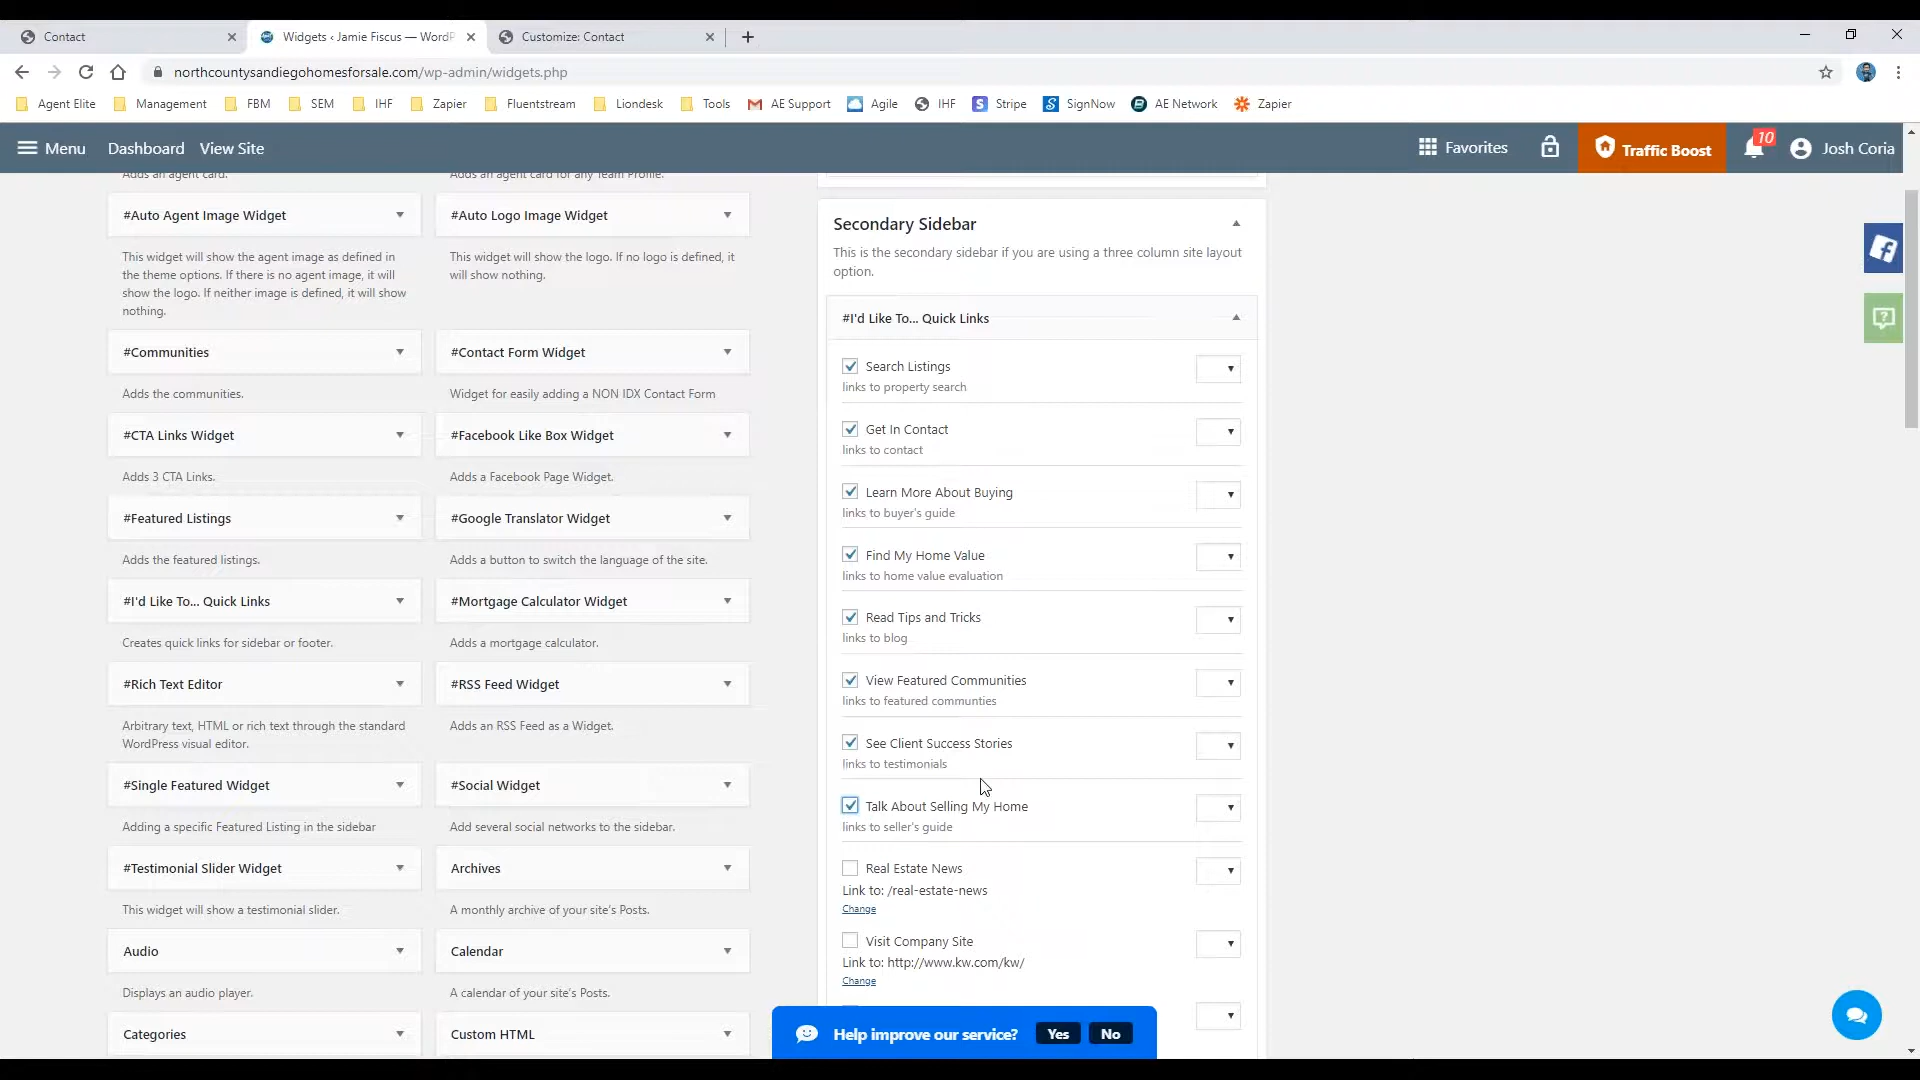 Contact
Widgets ‹ Jamie Fiscus — WordP
Customize: Contact
northcountysandiegohomesforsale.com/wp-admin/widgets.php
Agent Elite
Management
FBM
SEM
IHF
Zapier
Fluentstream
Liondesk
Tools
AE Support
Agile
IHF
Stripe
SignNow
AE Network
Zapier
Menu
Dashboard
View Site
Favorites
Traffic Boost
10
Josh Coria
Adds an agent card.
Adds an agent card for any Team Profile.
#Auto Agent Image Widget
This widget will show the agent image as defined in
the theme options. If there is no agent image, it will
show the logo. If neither image is defined, it will show
nothing.
#Auto Logo Image Widget
This widget will show the logo. If no logo is defined, it
will show nothing.
#Communities
Adds the communities.
#Contact Form Widget
Widget for easily adding a NON IDX Contact Form
#CTA Links Widget
Adds 3 CTA Links.
#Facebook Like Box Widget
Adds a Facebook Page Widget.
#Featured Listings
Adds the featured listings.
#Google Translator Widget
Adds a button to switch the language of the site.
#I'd Like To... Quick Links
Creates quick links for sidebar or footer.
#Mortgage Calculator Widget
Adds a mortgage calculator.
#Rich Text Editor
Arbitrary text, HTML or rich text through the standard
WordPress visual editor.
#RSS Feed Widget
Adds an RSS Feed as a Widget.
#Single Featured Widget
Adding a specific Featured Listing in the sidebar
#Social Widget
Add several social networks to the sidebar.
#Testimonial Slider Widget
This widget will show a testimonial slider.
Archives
A monthly archive of your site's Posts.
Audio
Displays an audio player.
Calendar
A calendar of your site's Posts.
Categories
Custom HTML
Secondary Sidebar
This is the secondary sidebar if you are using a three column site layout
option.
#I'd Like To... Quick Links
Search Listings
links to property search
Get In Contact
links to contact
Learn More About Buying
links to buyer's guide
Find My Home Value
links to home value evaluation
Read Tips and Tricks
links to blog
View Featured Communities
links to featured communties
See Client Success Stories
links to testimonials
Talk About Selling My Home
links to seller's guide
Real Estate News
Link to: /real-estate-news
Change
Visit Company Site
Link to: http://www.kw.com/kw/
Change
Help improve our service?
Yes
No